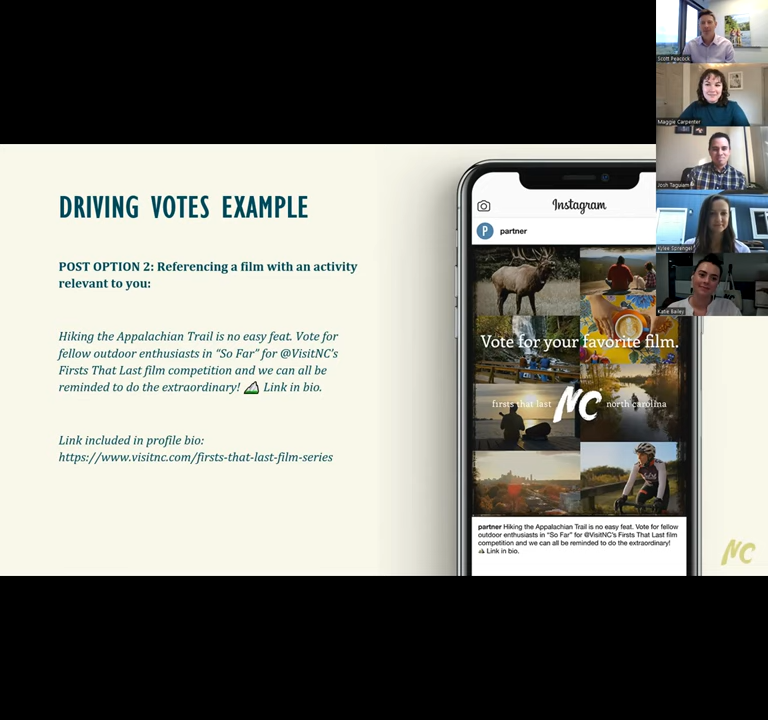 DRIVING VOTES EXAMPLE
POST OPTION 2: Referencing a film with an activity
relevant to you:
Hiking the Appalachian Trail is no easy feat. Vote for
fellow outdoor enthusiasts in “So Far” for @VisitNC’s
Firsts That Last film competition and we can all be
reminded to do the extraordinary! Link in bio.
Link included in profile bio:
https://www.visitnc.com/firsts-that-last-film-series
Instagram
P partner
Vote for your favorite film.
firsts that last NC north carolina
partner Hiking the Appalachian Trail is no easy feat. Vote for fellow
outdoor enthusiasts in “So Far” for @VisitNC’s Firsts That Last film
competition and we can all be reminded to do the extraordinary!
Link in bio.
Scott Peacock
Maggie Carpenter
Josh Taguiam
Kylee Sprengel
Katie Bailey
NC